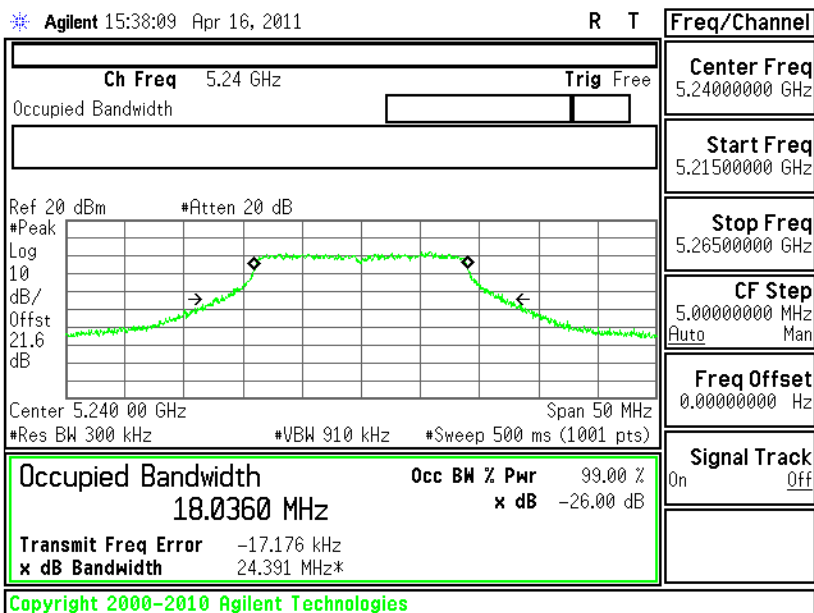 Agilent 15:38:09 Apr 16, 2011 R T
Ch Freq 5.24 GHz Trig Free
Occupied Bandwidth
Ref 20 dBm #Atten 20 dB
#Peak
Log
10
dB/
Offst
21.6
dB
Center 5.240 00 GHz Span 50 MHz
#Res BW 300 kHz #VBW 910 kHz #Sweep 500 ms (1001 pts)
Occupied Bandwidth
18.0360 MHz
Occ BW % Pwr 99.00 %
x dB -26.00 dB
Transmit Freq Error -17.176 kHz
x dB Bandwidth 24.391 MHz*
Copyright 2000-2010 Agilent Technologies
Freq/Channel
Center Freq
5.24000000 GHz
Start Freq
5.21500000 GHz
Stop Freq
5.26500000 GHz
CF Step
5.00000000 MHz
Auto Man
Freq Offset
0.00000000 Hz
Signal Track
On Off